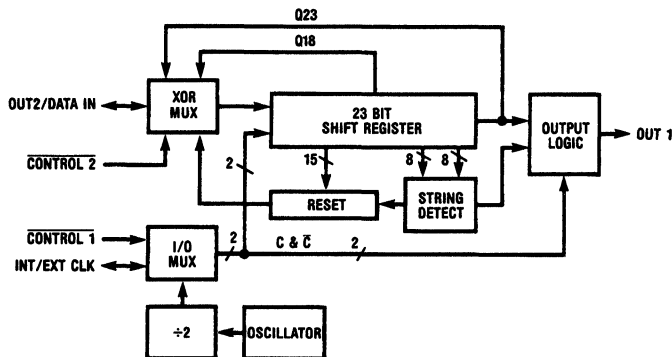 Q23
Q18
OUT2/DATA IN
XOR
MUX
23 BIT
SHIFT REGISTER
OUTPUT
LOGIC
OUT 1
CONTROL 2
2
15
8
8
RESET
STRING
DETECT
CONTROL 1
INT/EXT CLK
I/O
MUX
2
C & C̅
2
÷2
OSCILLATOR